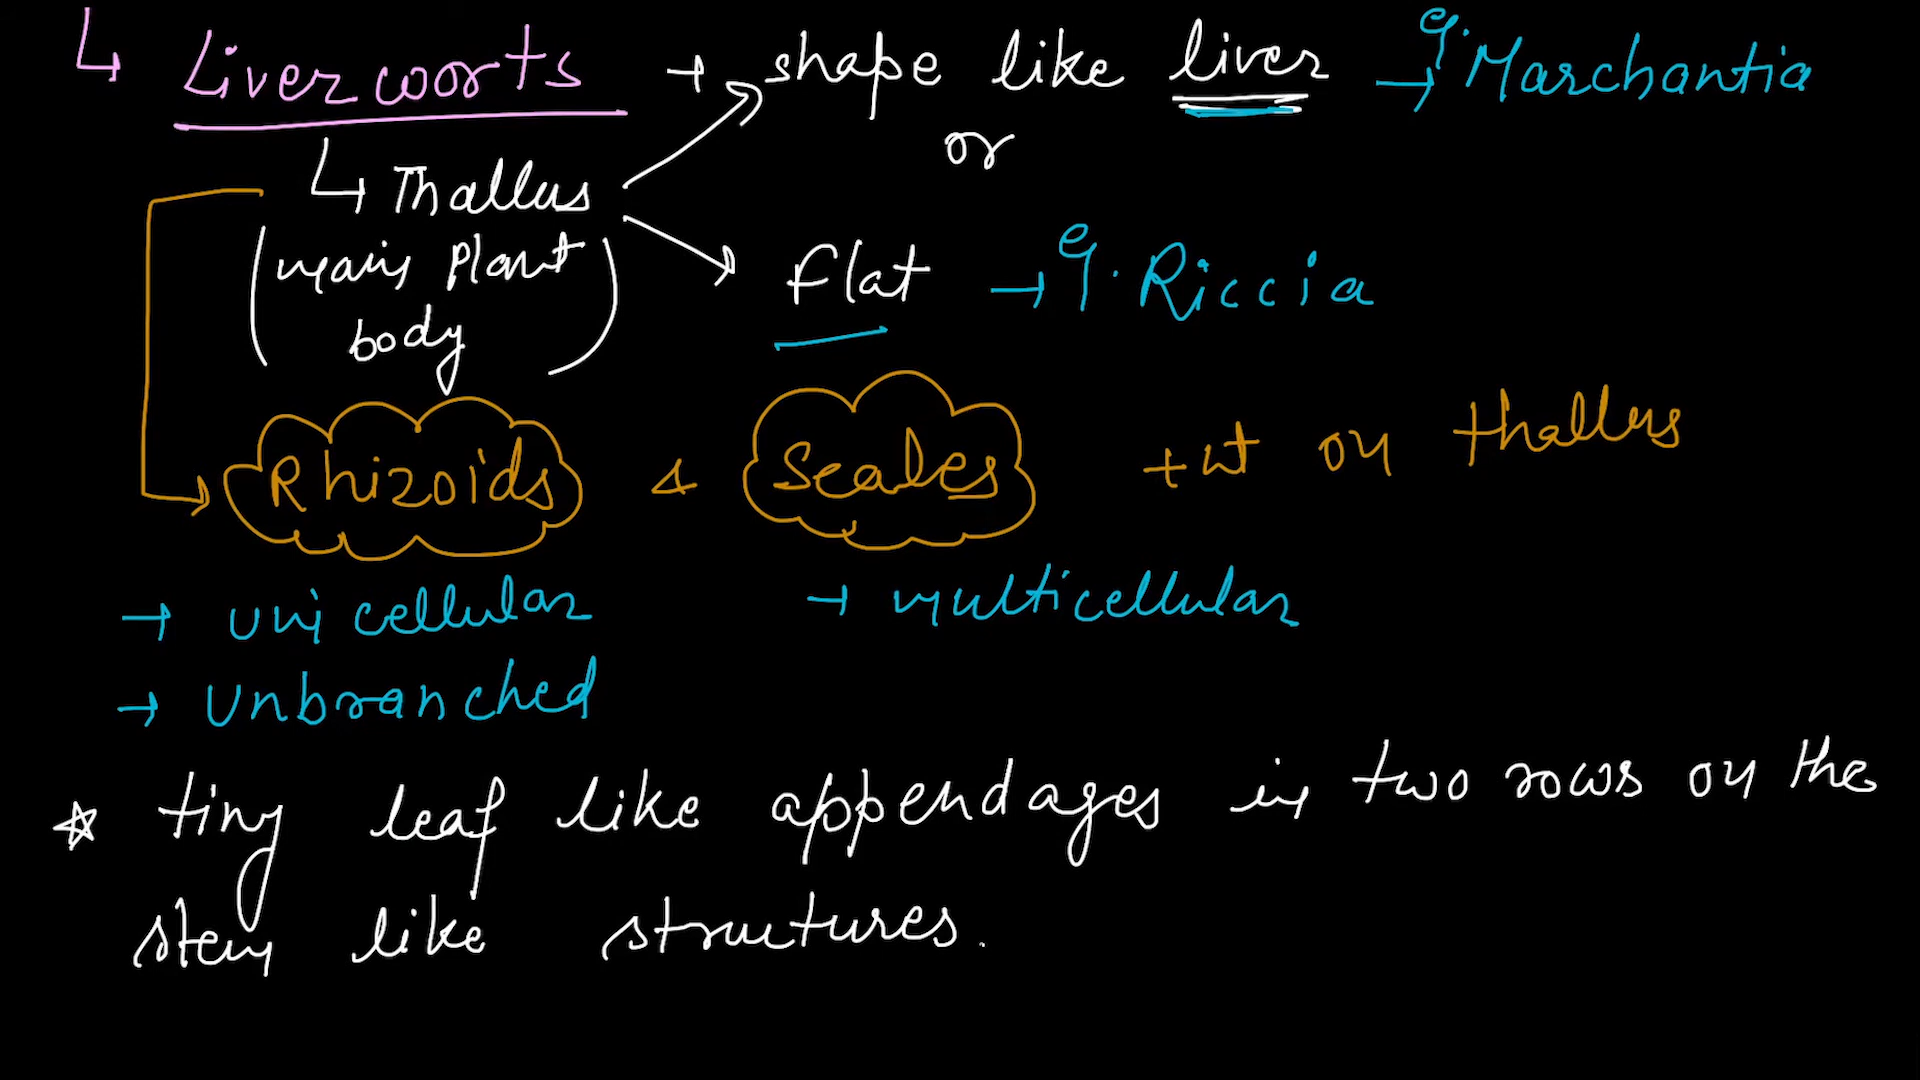 ↳ Liverworts → shape like liver → eg. Marchantia
or
↳ Thallus
(main plant body)
flat → eg. Riccia
Rhizoids & Scales +nt on thallus
→ unicellular → multicellular
→ unbranched
☆ tiny leaf like appendages in two rows on the
stem like structures.